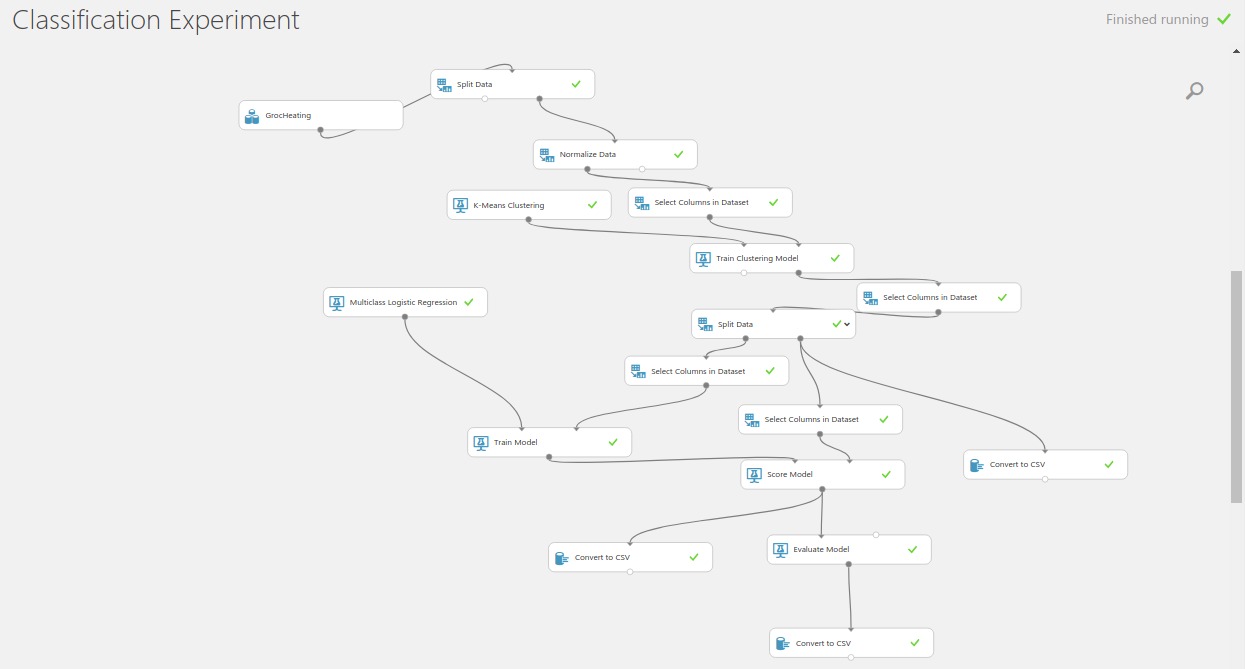 Classification Experiment
Finished running
Split Data
GrocHeating
Normalize Data
K-Means Clustering
Select Columns in Dataset
Train Clustering Model
Select Columns in Dataset
Multiclass Logistic Regression
Split Data
Select Columns in Dataset
Select Columns in Dataset
Train Model
Convert to CSV
Score Model
Convert to CSV
Evaluate Model
Convert to CSV